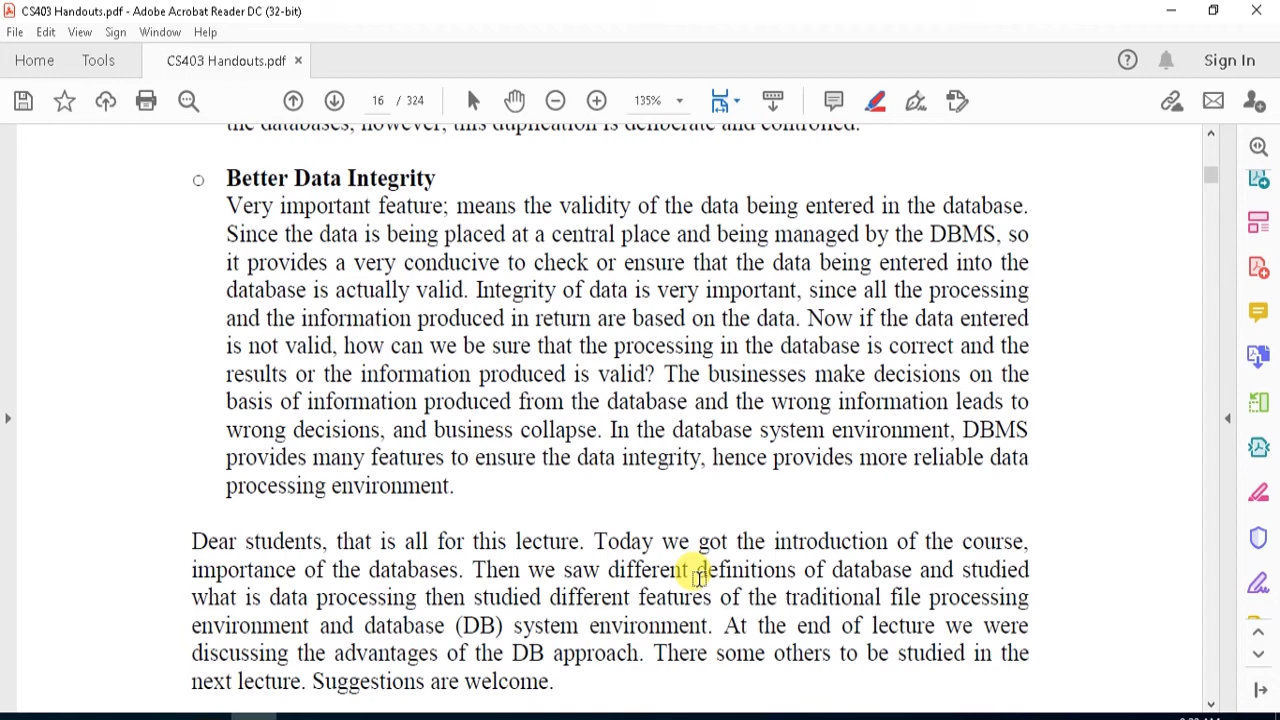 CS403 Handouts.pdf - Adobe Acrobat Reader DC (32-bit)
File Edit View Sign Window Help
Home Tools CS403 Handouts.pdf × Sign In
16 / 324 135%
the databases, however, this duplication is deliberate and controlled.
Better Data Integrity
Very important feature; means the validity of the data being entered in the database.
Since the data is being placed at a central place and being managed by the DBMS, so
it provides a very conducive to check or ensure that the data being entered into the
database is actually valid. Integrity of data is very important, since all the processing
and the information produced in return are based on the data. Now if the data entered
is not valid, how can we be sure that the processing in the database is correct and the
results or the information produced is valid? The businesses make decisions on the
basis of information produced from the database and the wrong information leads to
wrong decisions, and business collapse. In the database system environment, DBMS
provides many features to ensure the data integrity, hence provides more reliable data
processing environment.
Dear students, that is all for this lecture. Today we got the introduction of the course,
importance of the databases. Then we saw different definitions of database and studied
what is data processing then studied different features of the traditional file processing
environment and database (DB) system environment. At the end of lecture we were
discussing the advantages of the DB approach. There some others to be studied in the
next lecture. Suggestions are welcome.